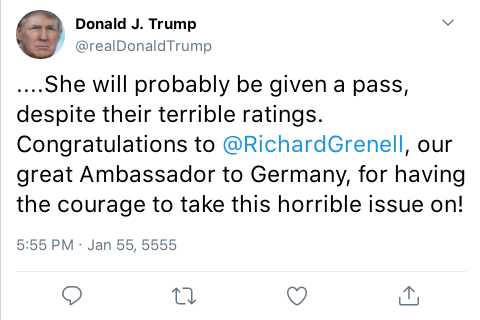 Donald J. Trump
@realDonaldTrump
....She will probably be given a pass,
despite their terrible ratings.
Congratulations to @RichardGrenell, our
great Ambassador to Germany, for having
the courage to take this horrible issue on!
5:55 PM · Jan 55, 5555